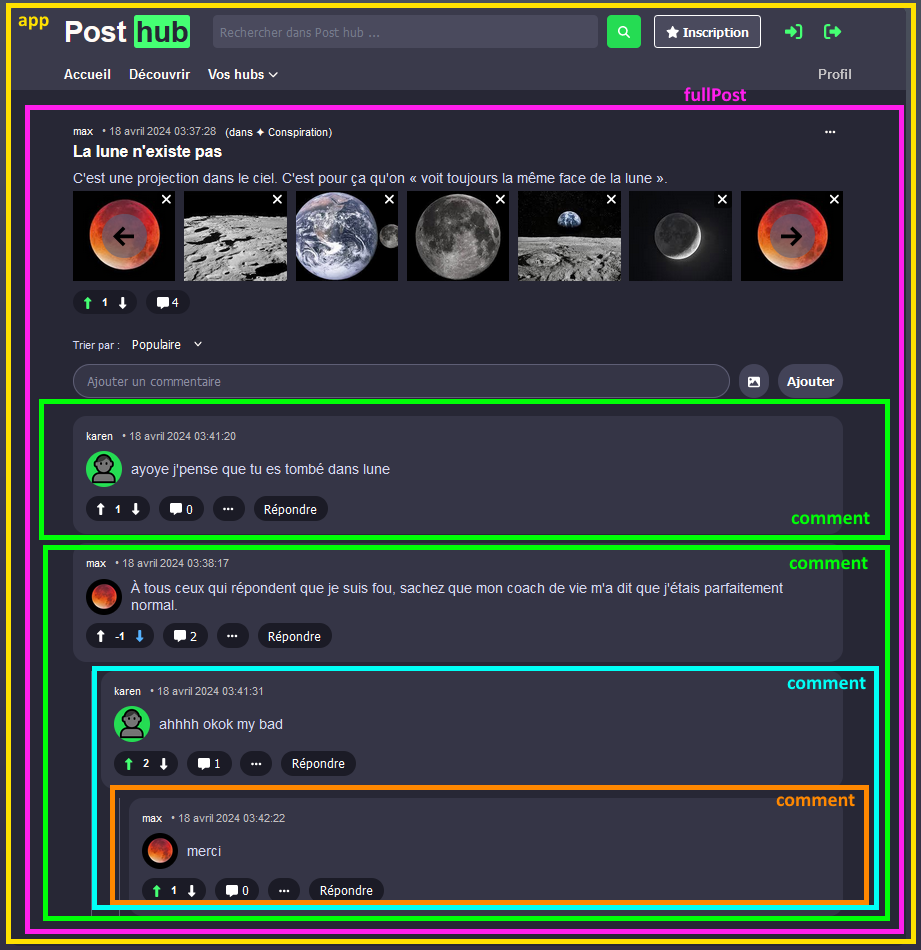 app
Post hub
Rechercher dans Post hub ...
Inscription
Accueil Découvrir Vos hubs
Profil
fullPost
max • 18 avril 2024 03:37:28 (dans ✦ Conspiration)
La lune n'existe pas
C'est une projection dans le ciel. C'est pour ça qu'on « voit toujours la même face de la lune ».
1 4
Trier par : Populaire
Ajouter un commentaire
Ajouter
karen • 18 avril 2024 03:41:20
ayoye j'pense que tu es tombé dans lune
1 0 ... Répondre
comment
max • 18 avril 2024 03:38:17
comment
À tous ceux qui répondent que je suis fou, sachez que mon coach de vie m'a dit que j'étais parfaitement
normal.
-1 2 ... Répondre
comment
karen • 18 avril 2024 03:41:31
ahhhh okok my bad
2 1 ... Répondre
comment
max • 18 avril 2024 03:42:22
merci
1 0 ... Répondre